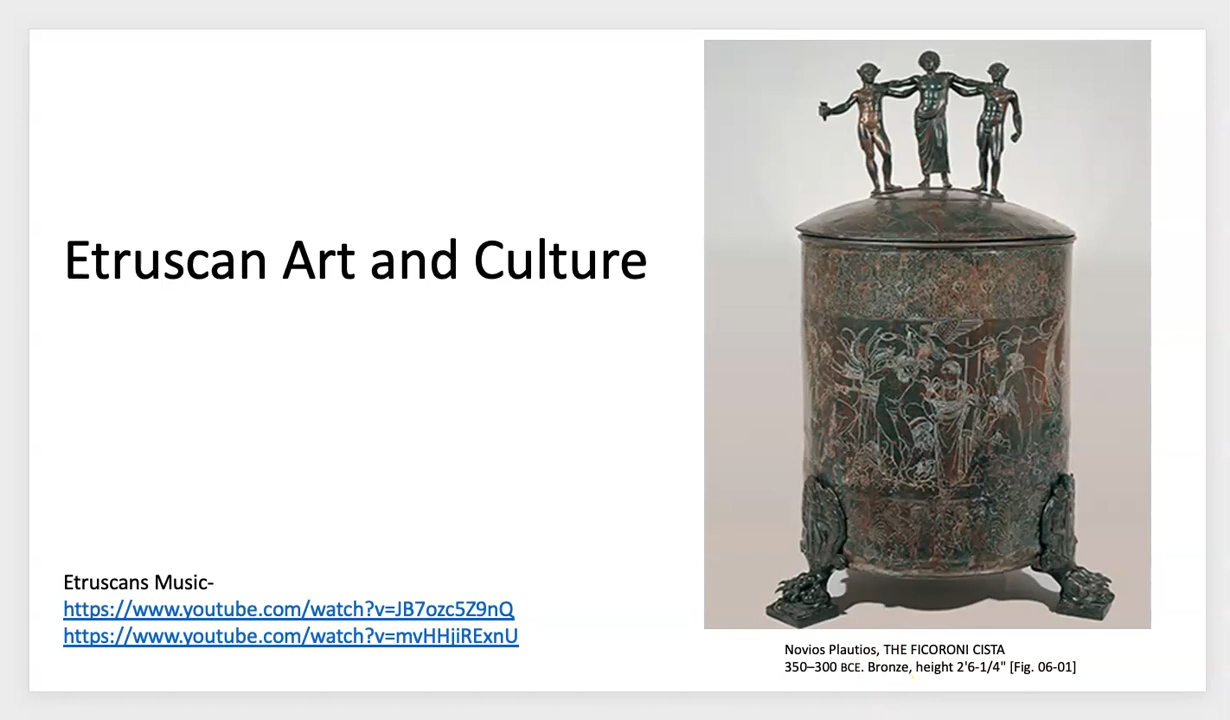 Etruscan Art and Culture
Etruscans Music-
https://www.youtube.com/watch?v=JB7ozc5Z9nQ
https://www.youtube.com/watch?v=mvHHjiRExnU
Novios Plautios, THE FICORONI CISTA
350–300 BCE. Bronze, height 2'6-1/4" [Fig. 06-01]